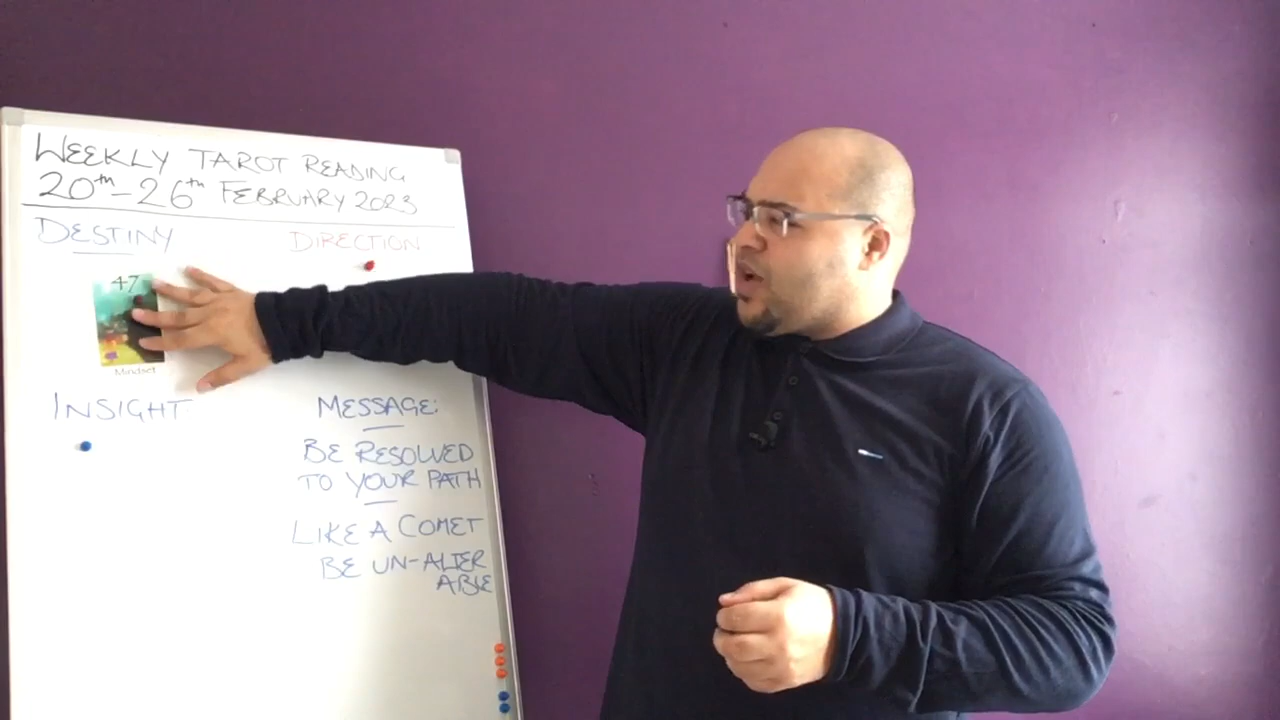 WEEKLY TAROT READING
20th-26th FEBRUARY 2023
DESTINY DIRECTION
47
Mindset
INSIGHT MESSAGE:
BE RESOLVED
TO YOUR PATH
LIKE A COMET
BE UN-ALTER
ABLE